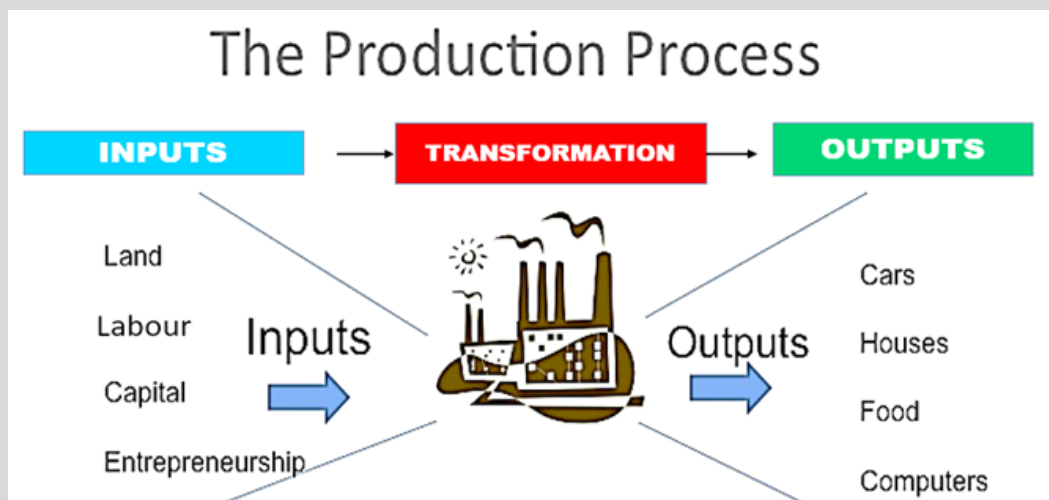 The Production Process
INPUTS
TRANSFORMATION
OUTPUTS
Land
Labour
Capital
Entrepreneurship
Inputs
Outputs
Cars
Houses
Food
Computers